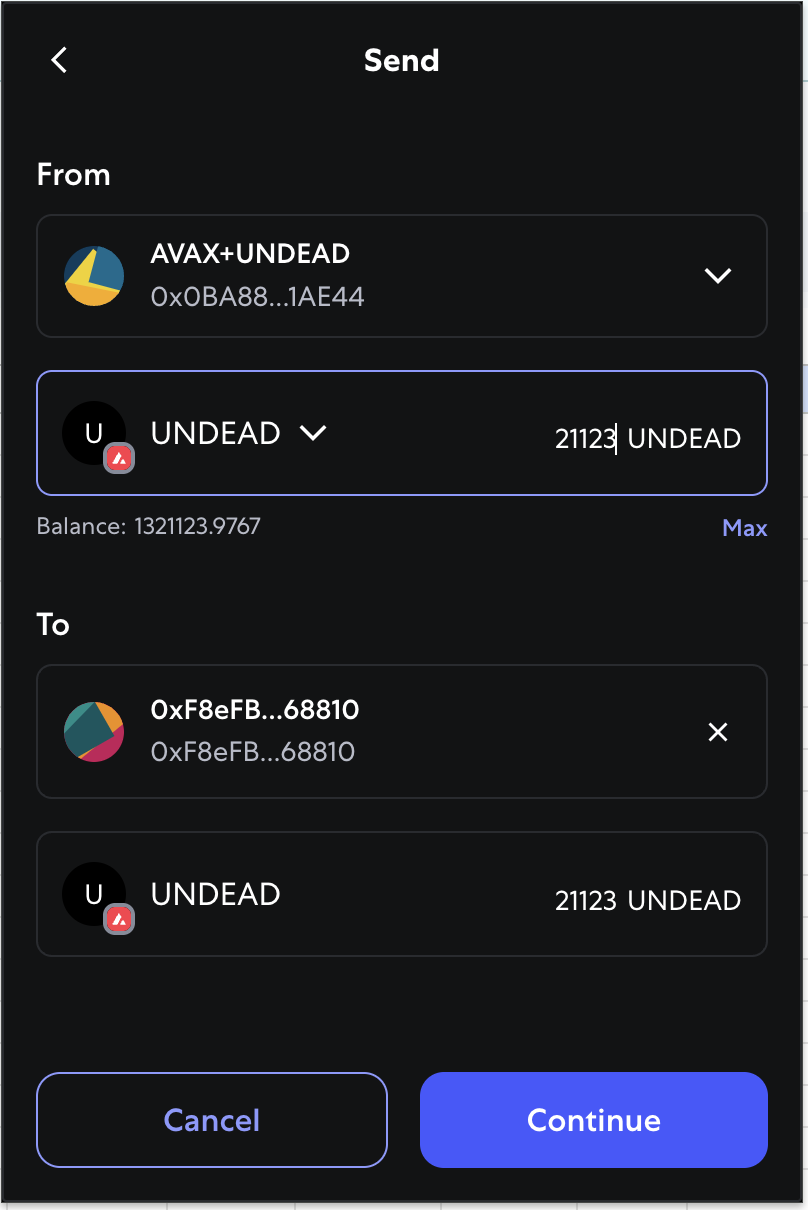 Send
From
AVAX+UNDEAD
0x0BA88...1AE44
U UNDEAD 21123 UNDEAD
Balance: 1321123.9767 Max
To
0xF8eFB...68810
0xF8eFB...68810
U UNDEAD 21123 UNDEAD
Cancel Continue